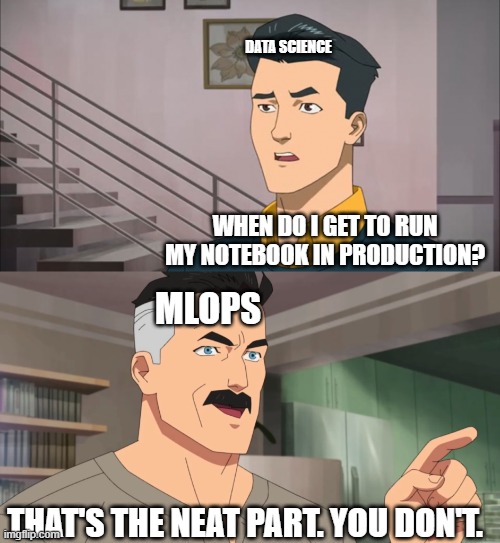 DATA SCIENCE
WHEN DO I GET TO RUN
MY NOTEBOOK IN PRODUCTION?
MLOPS
THAT'S THE NEAT PART. YOU DON'T.
imgflip.com